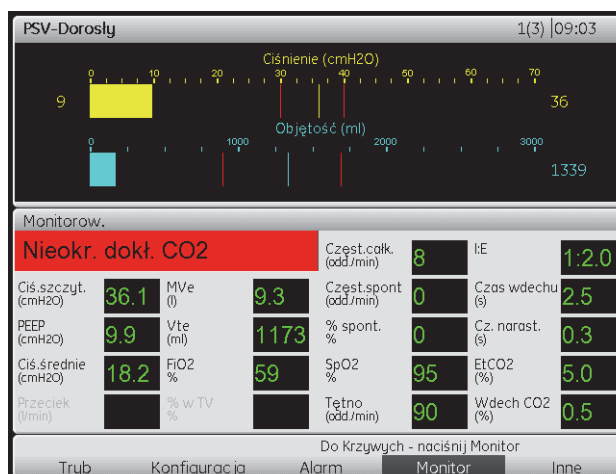 PSV-Dorosły 1(3) |09:03
Ciśnienie (cmH2O)
0 10 20 30 40 50 60 70
9 36
Objętość (ml)
0 1000 2000 3000
1339
Monitorow.
Nieokr. dokł. CO2
Częst.całk. (odd./min) 8 I:E 1:2.0
Ciś.szczyt. (cmH2O) 36.1 MVe (l) 9.3 Częst.spont (odd./min) 0 Czas wdechu (s) 2.5
PEEP (cmH2O) 9.9 Vte (ml) 1173 % spont. % 0 Cz. narast. (s) 0.3
Ciś.średnie (cmH2O) 18.2 FiO2 % 59 SpO2 % 95 EtCO2 (%) 5.0
Przeciek (l/min) % w TV % Tętno (odd./min) 90 Wdech CO2 (%) 0.5
Do Krzywych - naciśnij Monitor
Tryb Konfiguracja Alarm Monitor Inne